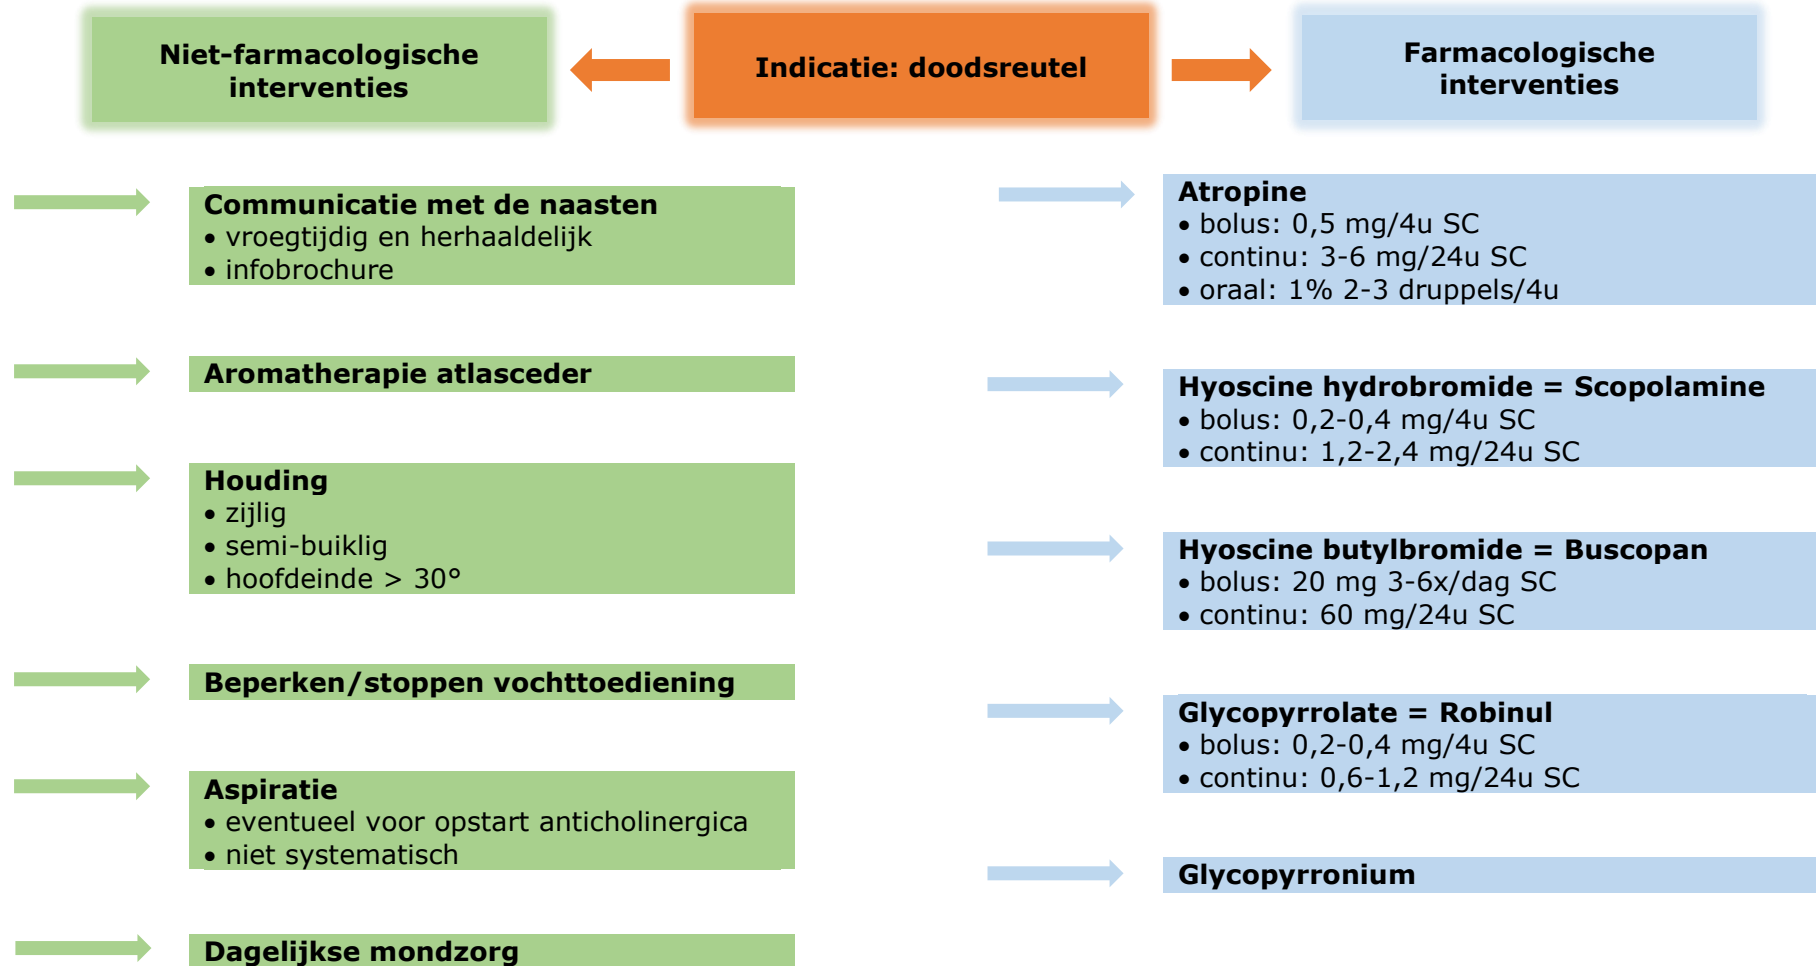 Niet-farmacologische
interventies
Indicatie: doodsreutel
Farmacologische
interventies
Communicatie met de naasten
• vroegtijdig en herhaaldelijk
• infobrochure
Aromatherapie atlasceder
Houding
• zijlig
• semi-buiklig
• hoofdeinde > 30°
Beperken/stoppen vochttoediening
Aspiratie
• eventueel voor opstart anticholinergica
• niet systematisch
Dagelijkse mondzorg
Atropine
• bolus: 0,5 mg/4u SC
• continu: 3-6 mg/24u SC
• oraal: 1% 2-3 druppels/4u
Hyoscine hydrobromide = Scopolamine
• bolus: 0,2-0,4 mg/4u SC
• continu: 1,2-2,4 mg/24u SC
Hyoscine butylbromide = Buscopan
• bolus: 20 mg 3-6x/dag SC
• continu: 60 mg/24u SC
Glycopyrrolate = Robinul
• bolus: 0,2-0,4 mg/4u SC
• continu: 0,6-1,2 mg/24u SC
Glycopyrronium